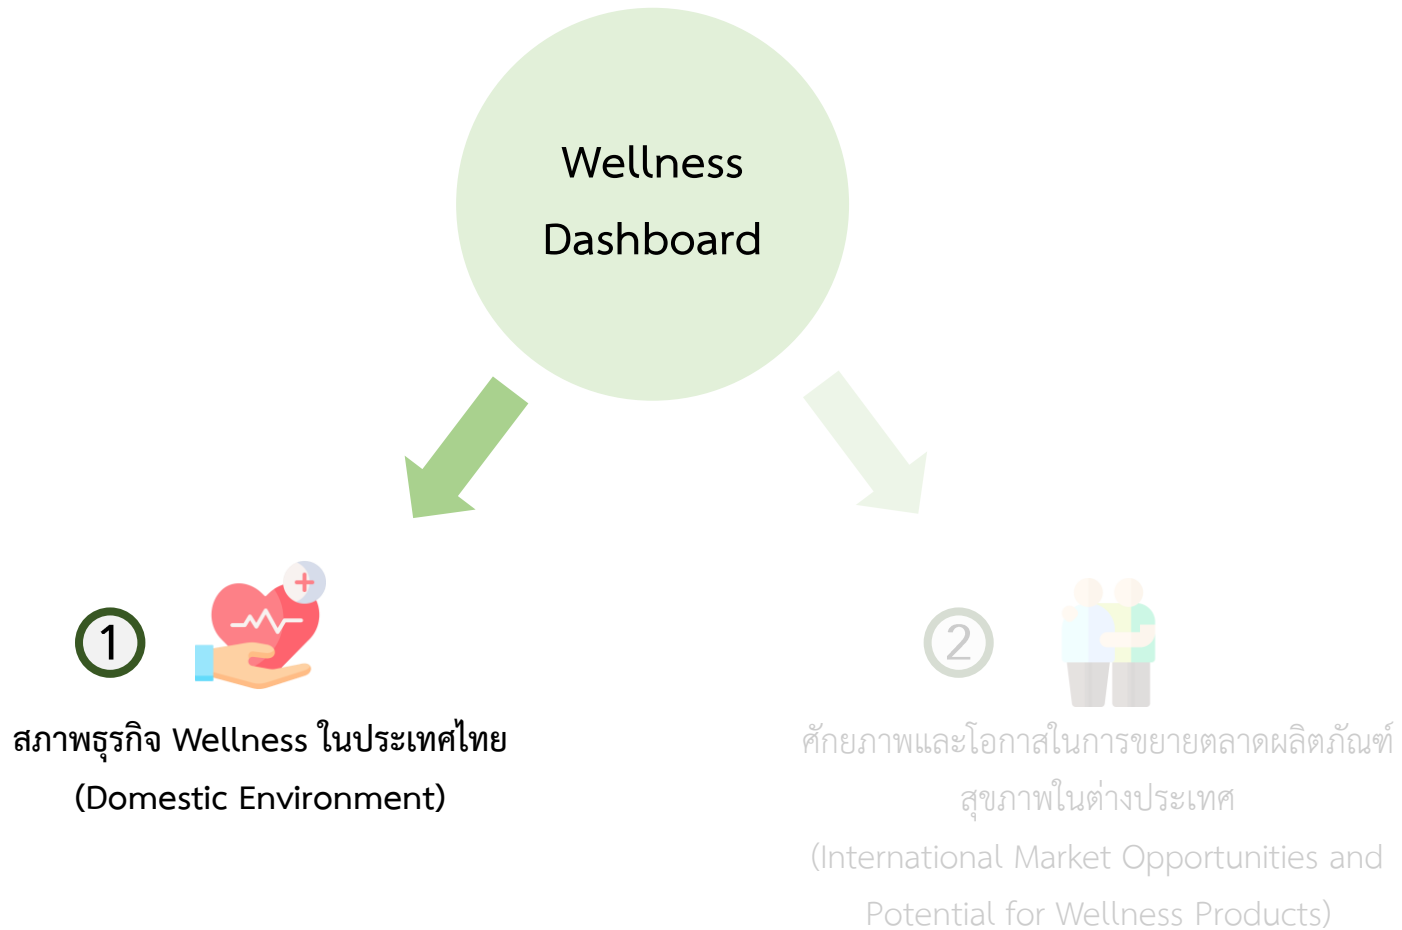 Wellness
Dashboard
1
สภาพธุรกิจ Wellness ในประเทศไทย
(Domestic Environment)
2
ศักยภาพและโอกาสในการขยายตลาดผลิตภัณฑ์
สุขภาพในต่างประเทศ
(International Market Opportunities and
Potential for Wellness Products)